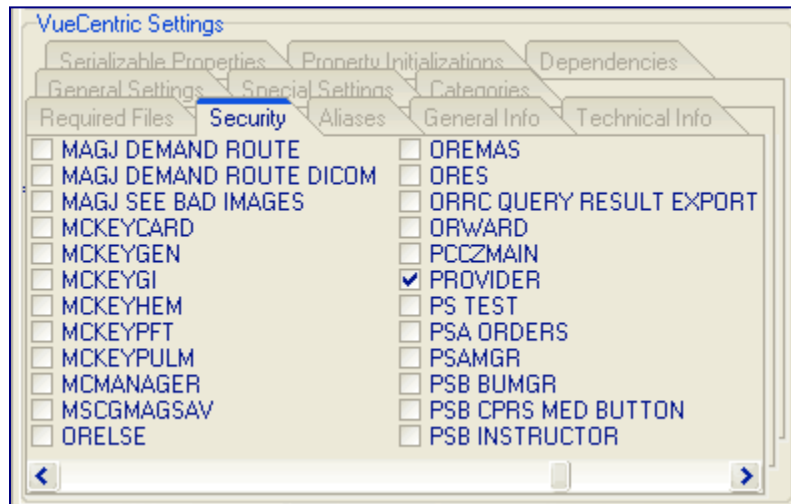 VueCentric Settings
Serializable Properties Property Initializations Dependencies
General Settings Special Settings Categories
Required Files Security Aliases General Info Technical Info
MAGJ DEMAND ROUTE
MAGJ DEMAND ROUTE DICOM
MAGJ SEE BAD IMAGES
MCKEYCARD
MCKEYGEN
MCKEYGI
MCKEYHEM
MCKEYPFT
MCKEYPULM
MCMANAGER
MSCGMAGSAV
ORELSE
OREMAS
ORES
ORRC QUERY RESULT EXPORT
ORWARD
PCCZMAIN
PROVIDER
PS TEST
PSA ORDERS
PSAMGR
PSB BUMGR
PSB CPRS MED BUTTON
PSB INSTRUCTOR